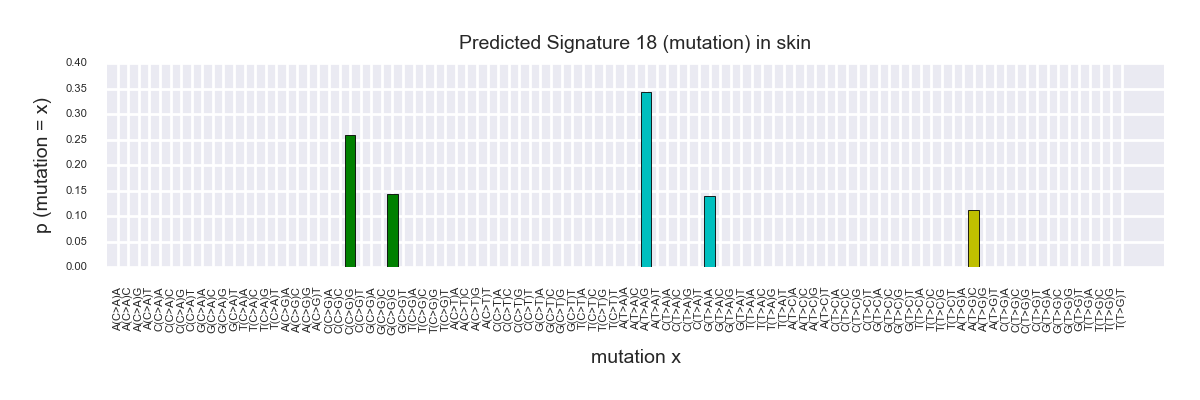 Predicted Signature 18 (mutation) in skin
p (mutation = x)
0.40
0.35
0.30
0.25
0.20
0.15
0.10
0.05
0.00
A(C>A)A
A(C>A)C
A(C>A)G
A(C>A)T
C(C>A)A
C(C>A)C
C(C>A)G
C(C>A)T
G(C>A)A
G(C>A)C
G(C>A)G
G(C>A)T
T(C>A)A
T(C>A)C
T(C>A)G
T(C>A)T
A(C>G)A
A(C>G)C
A(C>G)G
A(C>G)T
C(C>G)A
C(C>G)C
C(C>G)G
C(C>G)T
G(C>G)A
G(C>G)C
G(C>G)G
G(C>G)T
T(C>G)A
T(C>G)C
T(C>G)G
T(C>G)T
A(C>T)A
A(C>T)C
A(C>T)G
A(C>T)T
C(C>T)A
C(C>T)C
C(C>T)G
C(C>T)T
G(C>T)A
G(C>T)C
G(C>T)G
G(C>T)T
T(C>T)A
T(C>T)C
T(C>T)G
T(C>T)T
A(T>A)A
A(T>A)C
A(T>A)G
A(T>A)T
C(T>A)A
C(T>A)C
C(T>A)G
C(T>A)T
G(T>A)A
G(T>A)C
G(T>A)G
G(T>A)T
T(T>A)A
T(T>A)C
T(T>A)G
T(T>A)T
A(T>C)A
A(T>C)C
A(T>C)G
A(T>C)T
C(T>C)A
C(T>C)C
C(T>C)G
C(T>C)T
G(T>C)A
G(T>C)C
G(T>C)G
G(T>C)T
T(T>C)A
T(T>C)C
T(T>C)G
T(T>C)T
A(T>G)A
A(T>G)C
A(T>G)G
A(T>G)T
C(T>G)A
C(T>G)C
C(T>G)G
C(T>G)T
G(T>G)A
G(T>G)C
G(T>G)G
G(T>G)T
T(T>G)A
T(T>G)C
T(T>G)G
T(T>G)T
mutation x